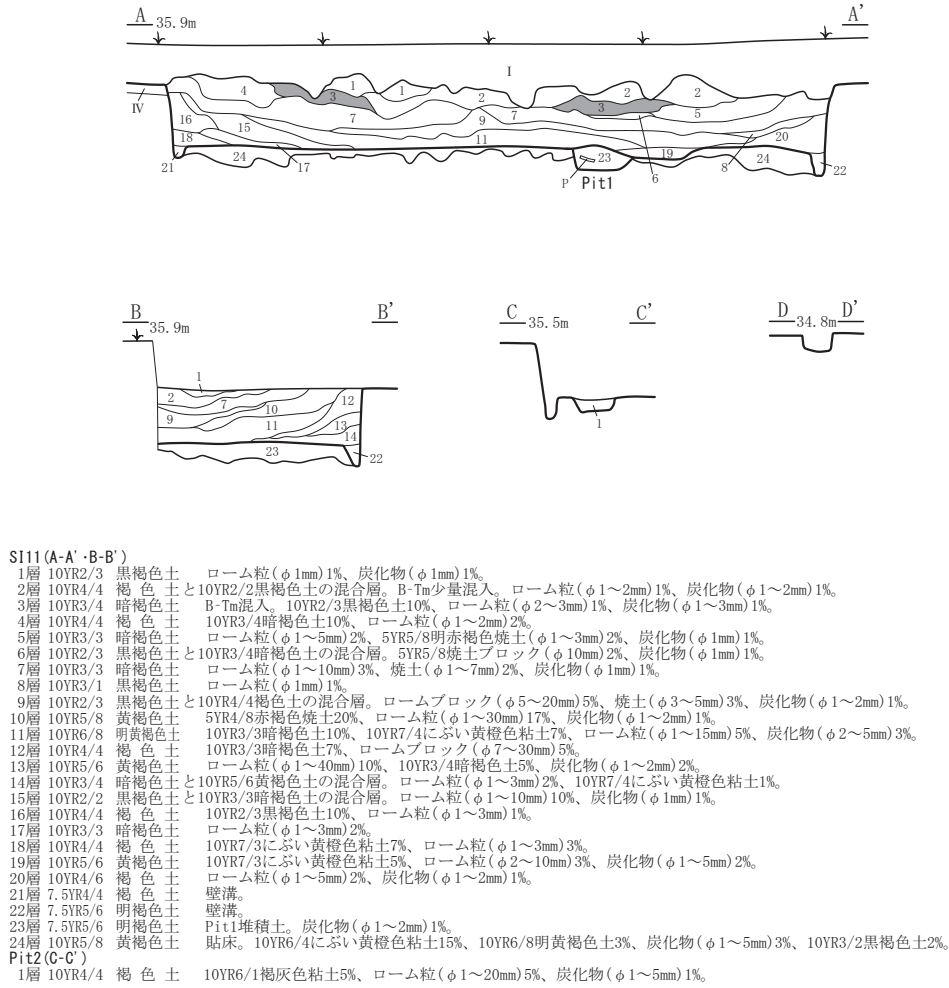 A 35.9m A'
I
4 3 1 1 2 3 2 2
IV 7 7 5
16 15 9 20
18 11
21 24 17 P 23 Pit1 19 6 8 24 22
B 35.9m B' C 35.5m C' D 34.8m D'
1
2 7 10 12
9 11 13
14
23 22 1
SI11(A-A'・B-B')
1層 10YR2/3 黒褐色土 ローム粒(φ1mm)1%、炭化物(φ1mm)1%。
2層 10YR4/4 褐 色 土と10YR2/2黒褐色土の混合層。B-Tm少量混入。ローム粒(φ1～2mm)1%、炭化物(φ1～2mm)1%。
3層 10YR3/4 暗褐色土 B-Tm混入。10YR2/3黒褐色土10%、ローム粒(φ2～3mm)1%、炭化物(φ1～3mm)1%。
4層 10YR4/4 褐 色 土 10YR3/4暗褐色土10%、ローム粒(φ1～2mm)2%。
5層 10YR3/3 暗褐色土 ローム粒(φ1～5mm)2%、5YR5/8明赤褐色焼土(φ1～3mm)2%、炭化物(φ1mm)1%。
6層 10YR2/3 黒褐色土と10YR3/4暗褐色土の混合層。5YR5/8焼土ブロック(φ10mm)2%、炭化物(φ1mm)1%。
7層 10YR3/3 暗褐色土 ローム粒(φ1～10mm)3%、焼土(φ1～7mm)2%、炭化物(φ1mm)1%。
8層 10YR3/1 黒褐色土 ローム粒(φ1mm)1%。
9層 10YR2/3 黒褐色土と10YR4/4褐色土の混合層。ロームブロック(φ5～20mm)5%、焼土(φ3～5mm)3%、炭化物(φ1～2mm)1%。
10層 10YR5/8 黄褐色土 5YR4/8赤褐色焼土20%、ローム粒(φ1～30mm)17%、炭化物(φ1～2mm)1%。
11層 10YR6/8 明黄褐色土 10YR3/3暗褐色土10%、10YR7/4にぶい黄橙色粘土7%、ローム粒(φ1～15mm)5%、炭化物(φ2～5mm)3%。
12層 10YR4/4 褐 色 土 10YR3/3暗褐色土7%、ロームブロック(φ7～30mm)5%。
13層 10YR5/6 黄褐色土 ローム粒(φ1～40mm)10%、10YR3/4暗褐色土5%、炭化物(φ1～2mm)2%。
14層 10YR3/4 暗褐色土と10YR5/6黄褐色土の混合層。ローム粒(φ1～3mm)2%、10YR7/4にぶい黄橙色粘土1%。
15層 10YR2/2 黒褐色土と10YR3/3暗褐色土の混合層。ローム粒(φ1～10mm)10%、炭化物(φ1mm)1%。
16層 10YR4/4 褐 色 土 10YR2/3黒褐色土10%、ローム粒(φ1～3mm)1%。
17層 10YR3/3 暗褐色土 ローム粒(φ1～3mm)2%。
18層 10YR4/4 褐 色 土 10YR7/3にぶい黄橙色粘土7%、ローム粒(φ1～3mm)3%。
19層 10YR5/6 黄褐色土 10YR7/3にぶい黄橙色粘土5%、ローム粒(φ2～10mm)3%、炭化物(φ1～5mm)2%。
20層 10YR4/6 褐 色 土 ローム粒(φ1～5mm)2%、炭化物(φ1～2mm)1%。
21層 7.5YR4/4 褐 色 土 壁溝。
22層 7.5YR5/6 明褐色土 壁溝。
23層 7.5YR5/6 明褐色土 Pit1堆積土。炭化物(φ1～2mm)1%。
24層 10YR5/8 黄褐色土 貼床。10YR6/4にぶい黄橙色粘土15%、10YR6/8明黄褐色土3%、炭化物(φ1～5mm)3%、10YR3/2黒褐色土2%。
Pit2(C-C')
1層 10YR4/4 褐 色 土 10YR6/1褐灰色粘土5%、ローム粒(φ1～20mm)5%、炭化物(φ1～5mm)1%。